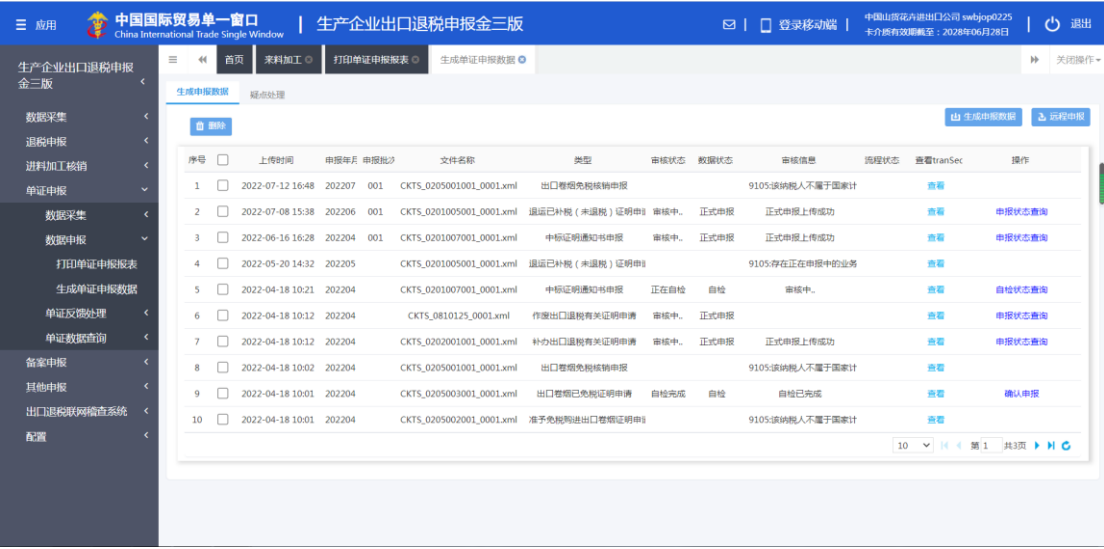 应用
中国国际贸易单一窗口
China International Trade Single Window
生产企业出口退税申报金三版
登录移动端
中国山货花卉进出口公司 swbjop0225
卡介质有效期截至：2028年06月28日
退出
生产企业出口退税申报
金三版
首页 来料加工 打印单证申报报表 生成单证申报数据 关闭操作
数据采集
退税申报
进料加工核销
单证申报
数据采集
数据申报
打印单证申报报表
生成单证申报数据
单证反馈处理
单证数据查询
备案申报
其他申报
出口退税联网稽查系统
配置
生成申报数据 疑点处理
删除 生成申报数据 远程申报
序号 上传时间 申报年月 申报批次 文件名称 类型 审核状态 数据状态 审核信息 流程状态 查看tranSec 操作
1 2022-07-12 16:48 202207 001 CKTS_0205001001_0001.xml 出口卷烟免税核销申报 9105:该纳税人不属于国家计 查看
2 2022-07-08 15:38 202206 001 CKTS_0201005001_0001.xml 退运已补税（未退税）证明申请 审核中.. 正式申报 正式申报上传成功 查看 申报状态查询
3 2022-06-16 16:28 202204 001 CKTS_0201007001_0001.xml 中标证明通知书申报 审核中.. 正式申报 正式申报上传成功 查看 申报状态查询
4 2022-05-20 14:32 202205 CKTS_0201005001_0001.xml 退运已补税（未退税）证明申请 9105:存在正在申报中的业务 查看
5 2022-04-18 10:21 202204 CKTS_0201007001_0001.xml 中标证明通知书申报 正在自检 自检 审核中.. 查看 自检状态查询
6 2022-04-18 10:12 202204 CKTS_0810125_0001.xml 作废出口退税有关证明申请 审核中.. 正式申报 查看 申报状态查询
7 2022-04-18 10:12 202204 CKTS_0202001001_0001.xml 补办出口退税有关证明申请 审核中.. 正式申报 正式申报上传成功 查看 申报状态查询
8 2022-04-18 10:02 202204 CKTS_0205001001_0001.xml 出口卷烟免税核销申报 9105:该纳税人不属于国家计 查看
9 2022-04-18 10:01 202204 CKTS_0205003001_0001.xml 出口卷烟已免税证明申请 自检完成 自检 自检已完成 查看 确认申报
10 2022-04-18 10:01 202204 CKTS_0205002001_0001.xml 准予免税购进出口卷烟证明申请 9105:该纳税人不属于国家计 查看
10 第 1 共3页